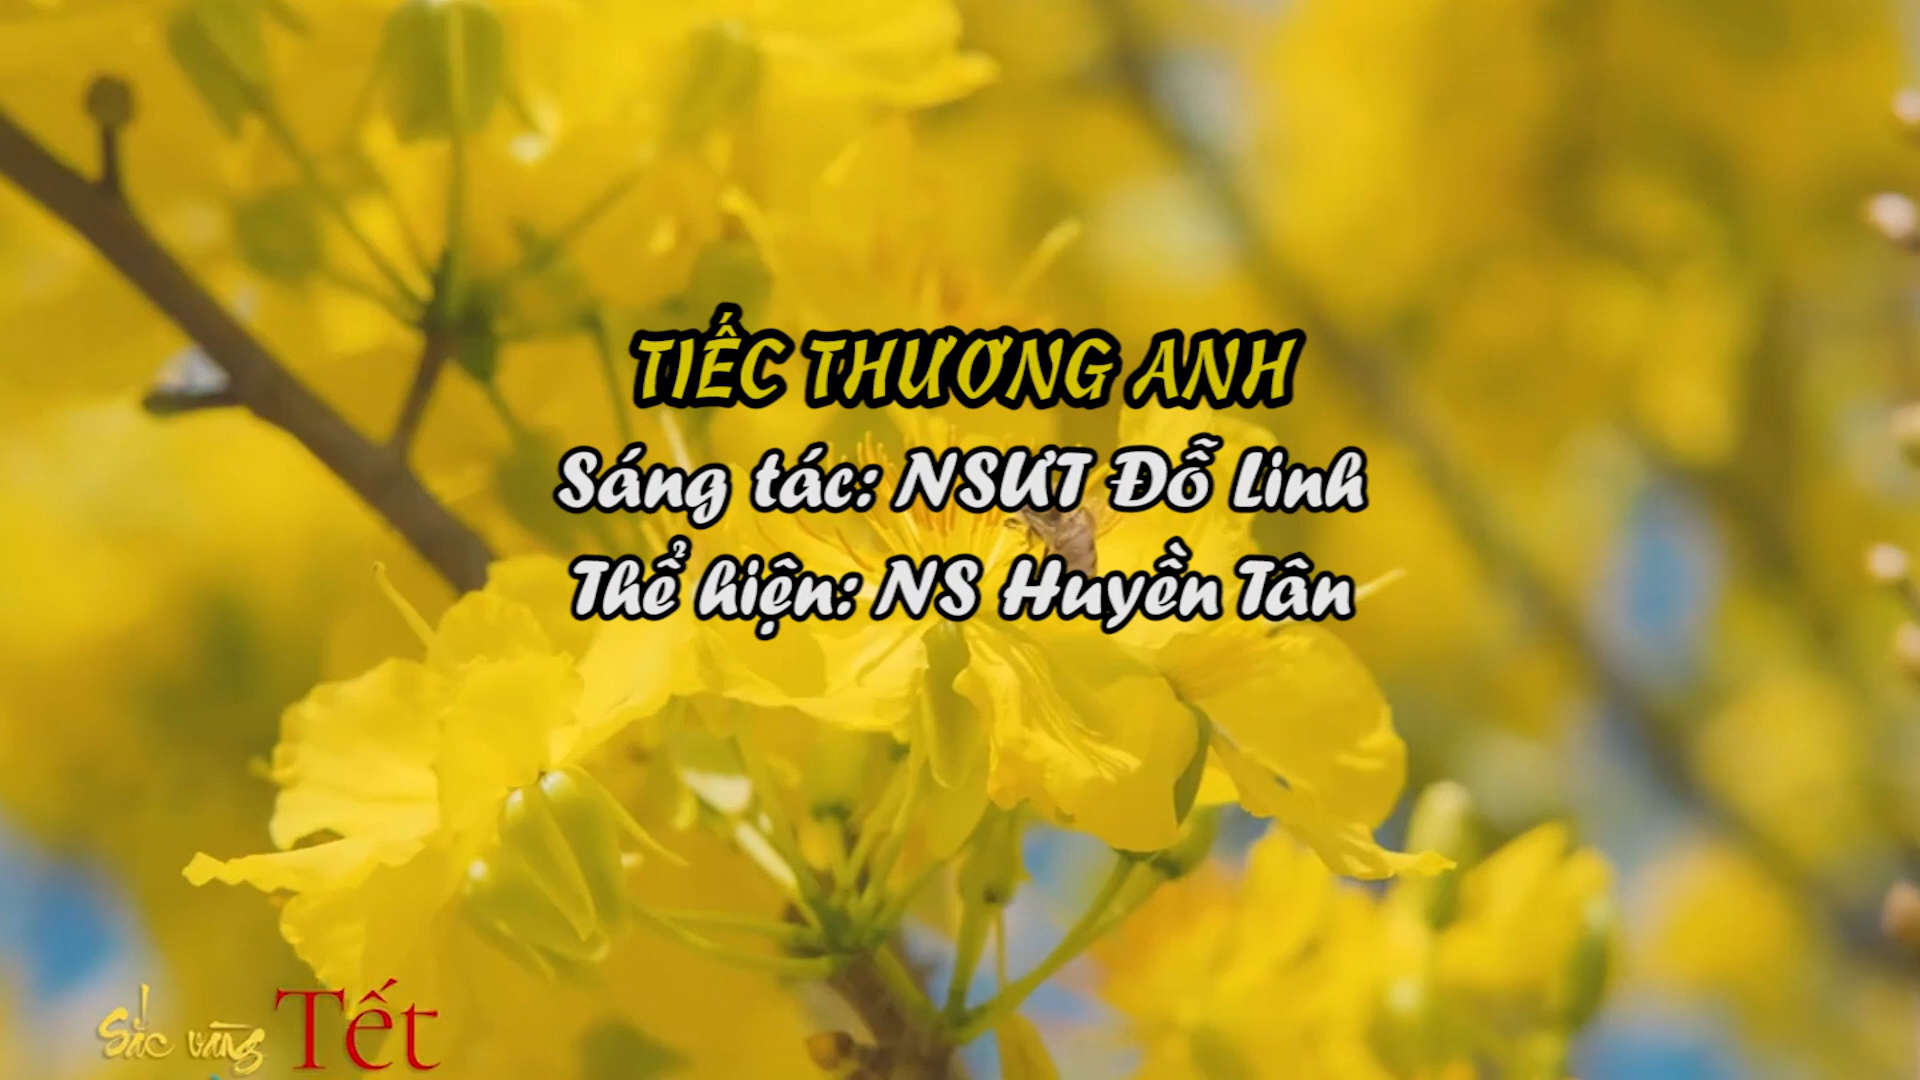 TIẾC THƯƠNG ANH
Sáng tác: NSƯT Đỗ Linh
Thể hiện: NS Huyền Tân
Sắc vàng Tết